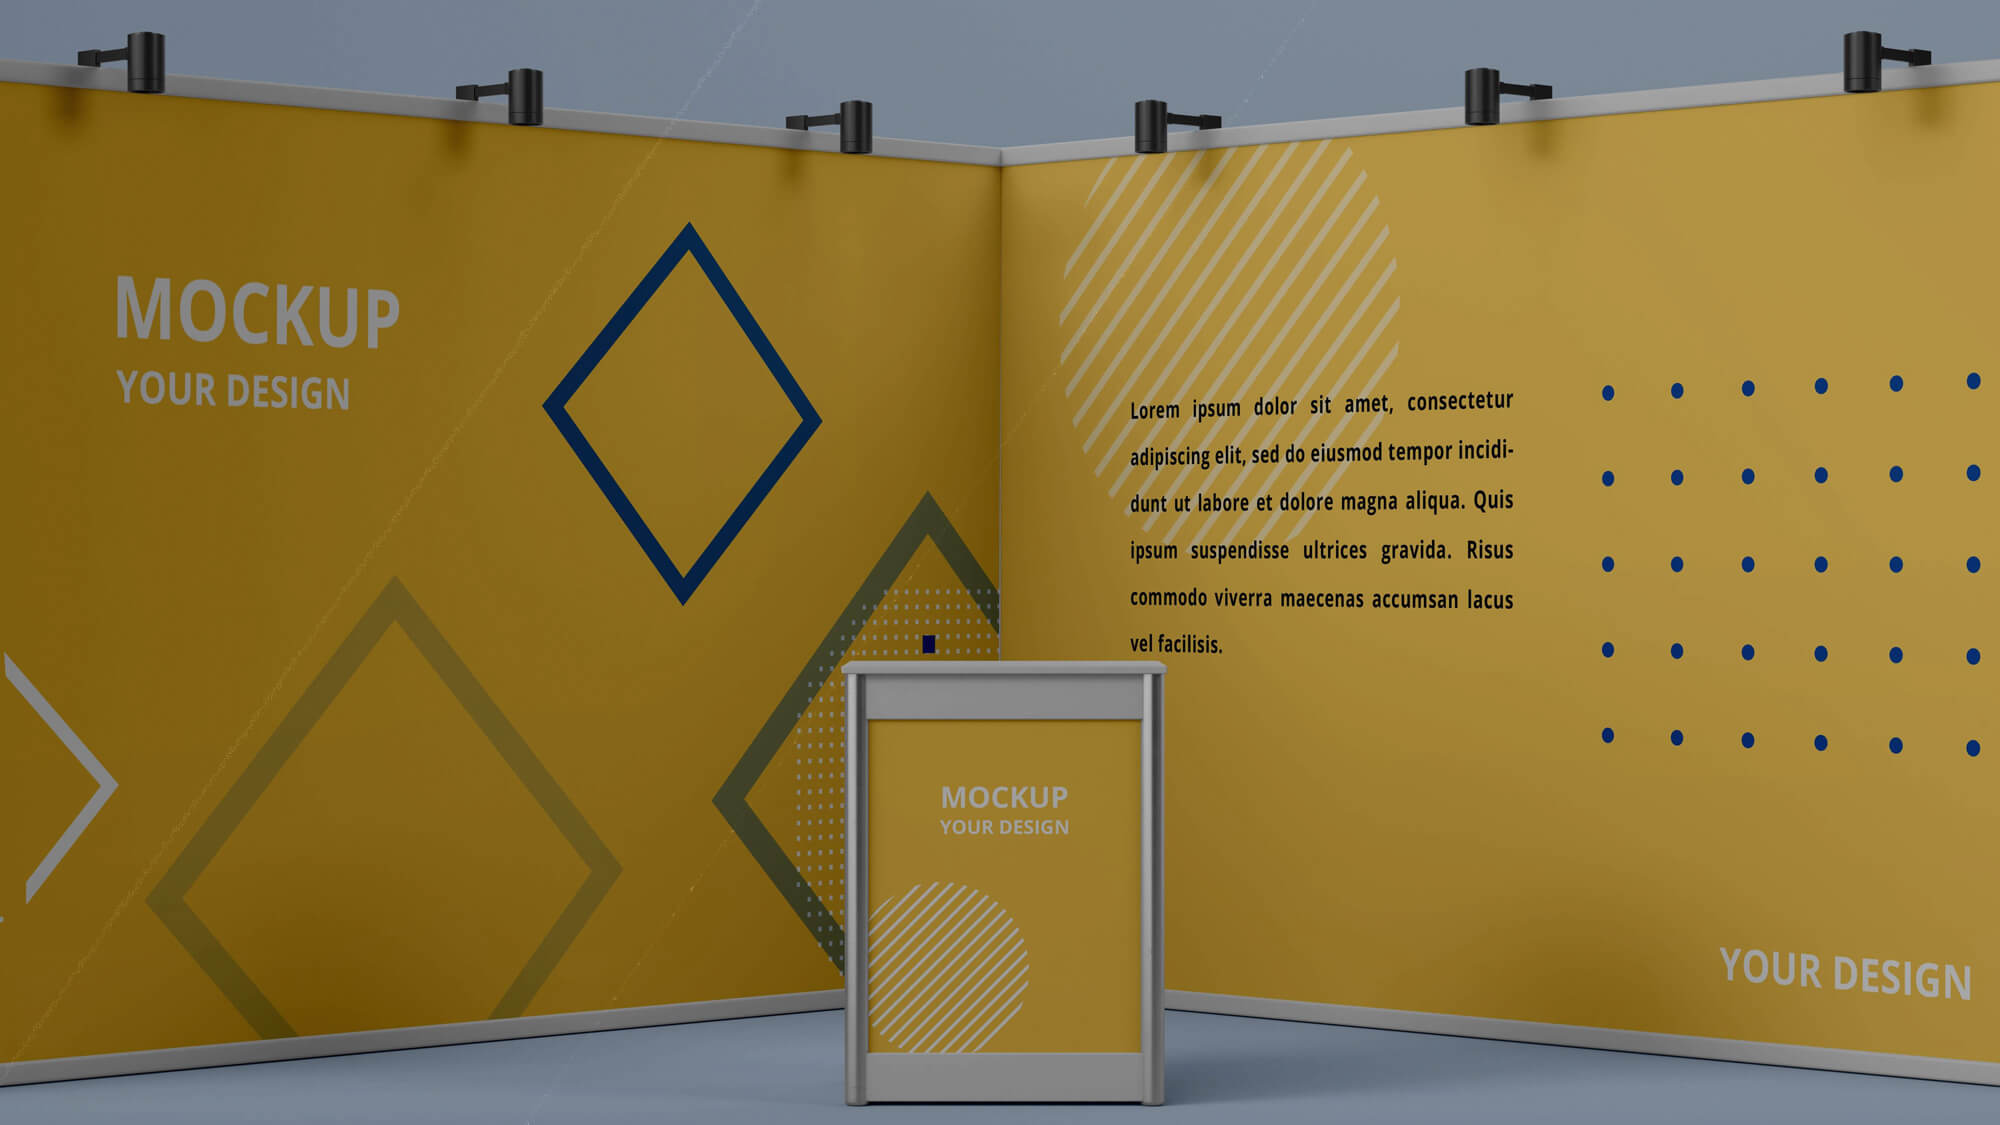 MOCKUP
YOUR DESIGN
Lorem ipsum dolor sit amet, consectetur
adipiscing elit, sed do eiusmod tempor incidi-
dunt ut labore et dolore magna aliqua. Quis
ipsum suspendisse ultrices gravida. Risus
commodo viverra maecenas accumsan lacus
vel facilisis.
MOCKUP
YOUR DESIGN
YOUR DESIGN